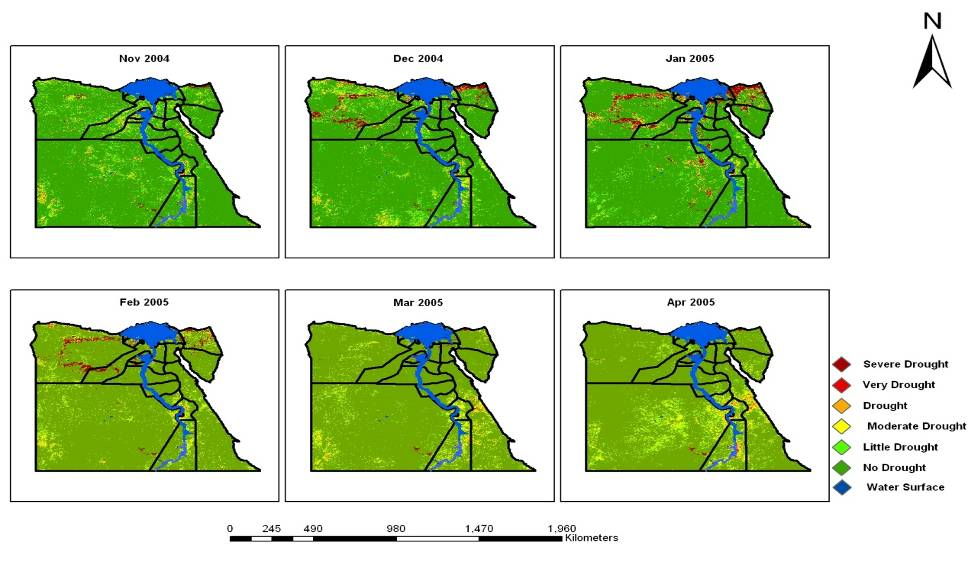 N
Nov 2004
Dec 2004
Jan 2005
Feb 2005
Mar 2005
Apr 2005
Severe Drought
Very Drought
Drought
Moderate Drought
Little Drought
No Drought
Water Surface
0 245 490 980 1.470 1.960
Kilometers